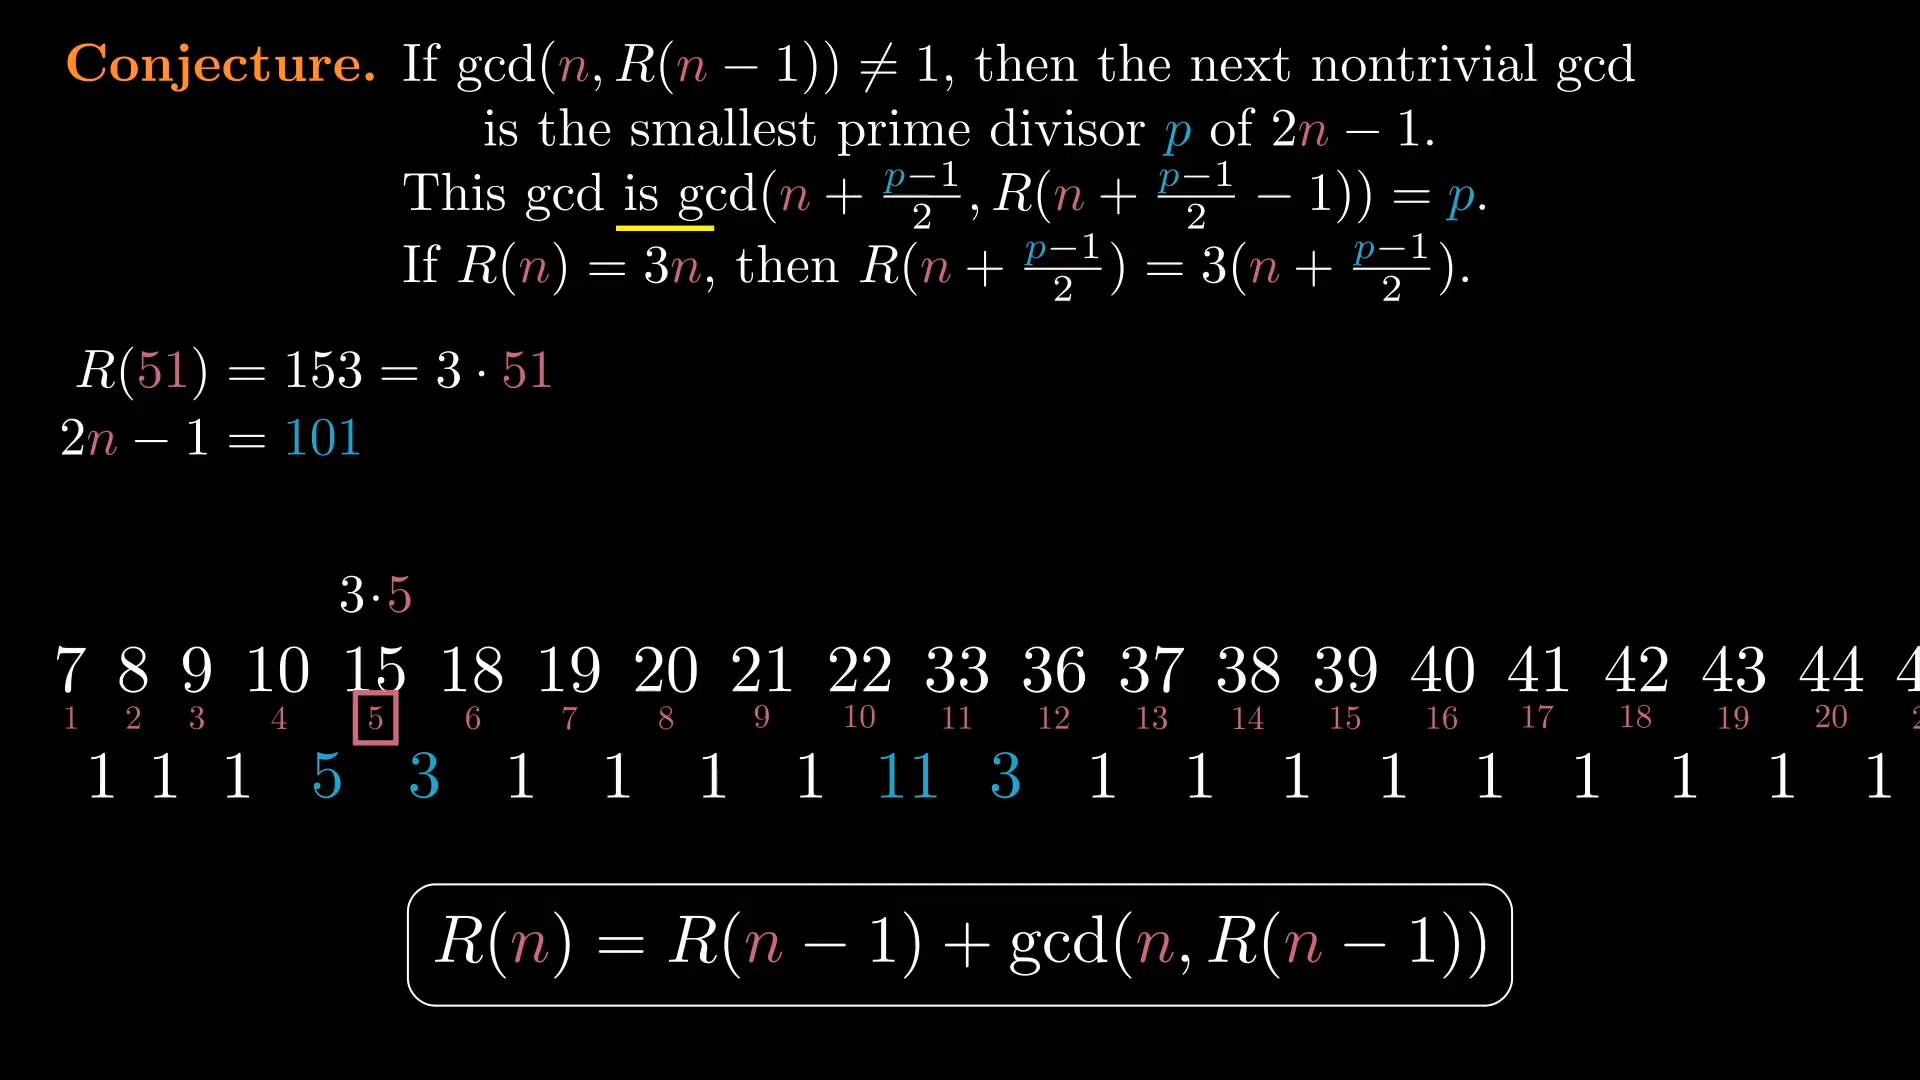 Conjecture. If gcd(n, R(n − 1)) ≠ 1, then the next nontrivial gcd
is the smallest prime divisor p of 2n − 1.
This gcd is gcd(n + (p−1)/2, R(n + (p−1)/2 − 1)) = p.
If R(n) = 3n, then R(n + (p−1)/2) = 3(n + (p−1)/2).
R(51) = 153 = 3 · 51
2n − 1 = 101
3·5
7 8 9 10 15 18 19 20 21 22 33 36 37 38 39 40 41 42 43 44
1 2 3 4 5 6 7 8 9 10 11 12 13 14 15 16 17 18 19 20
1 1 1 5 3 1 1 1 1 11 3 1 1 1 1 1 1 1 1 1
R(n) = R(n − 1) + gcd(n, R(n − 1))